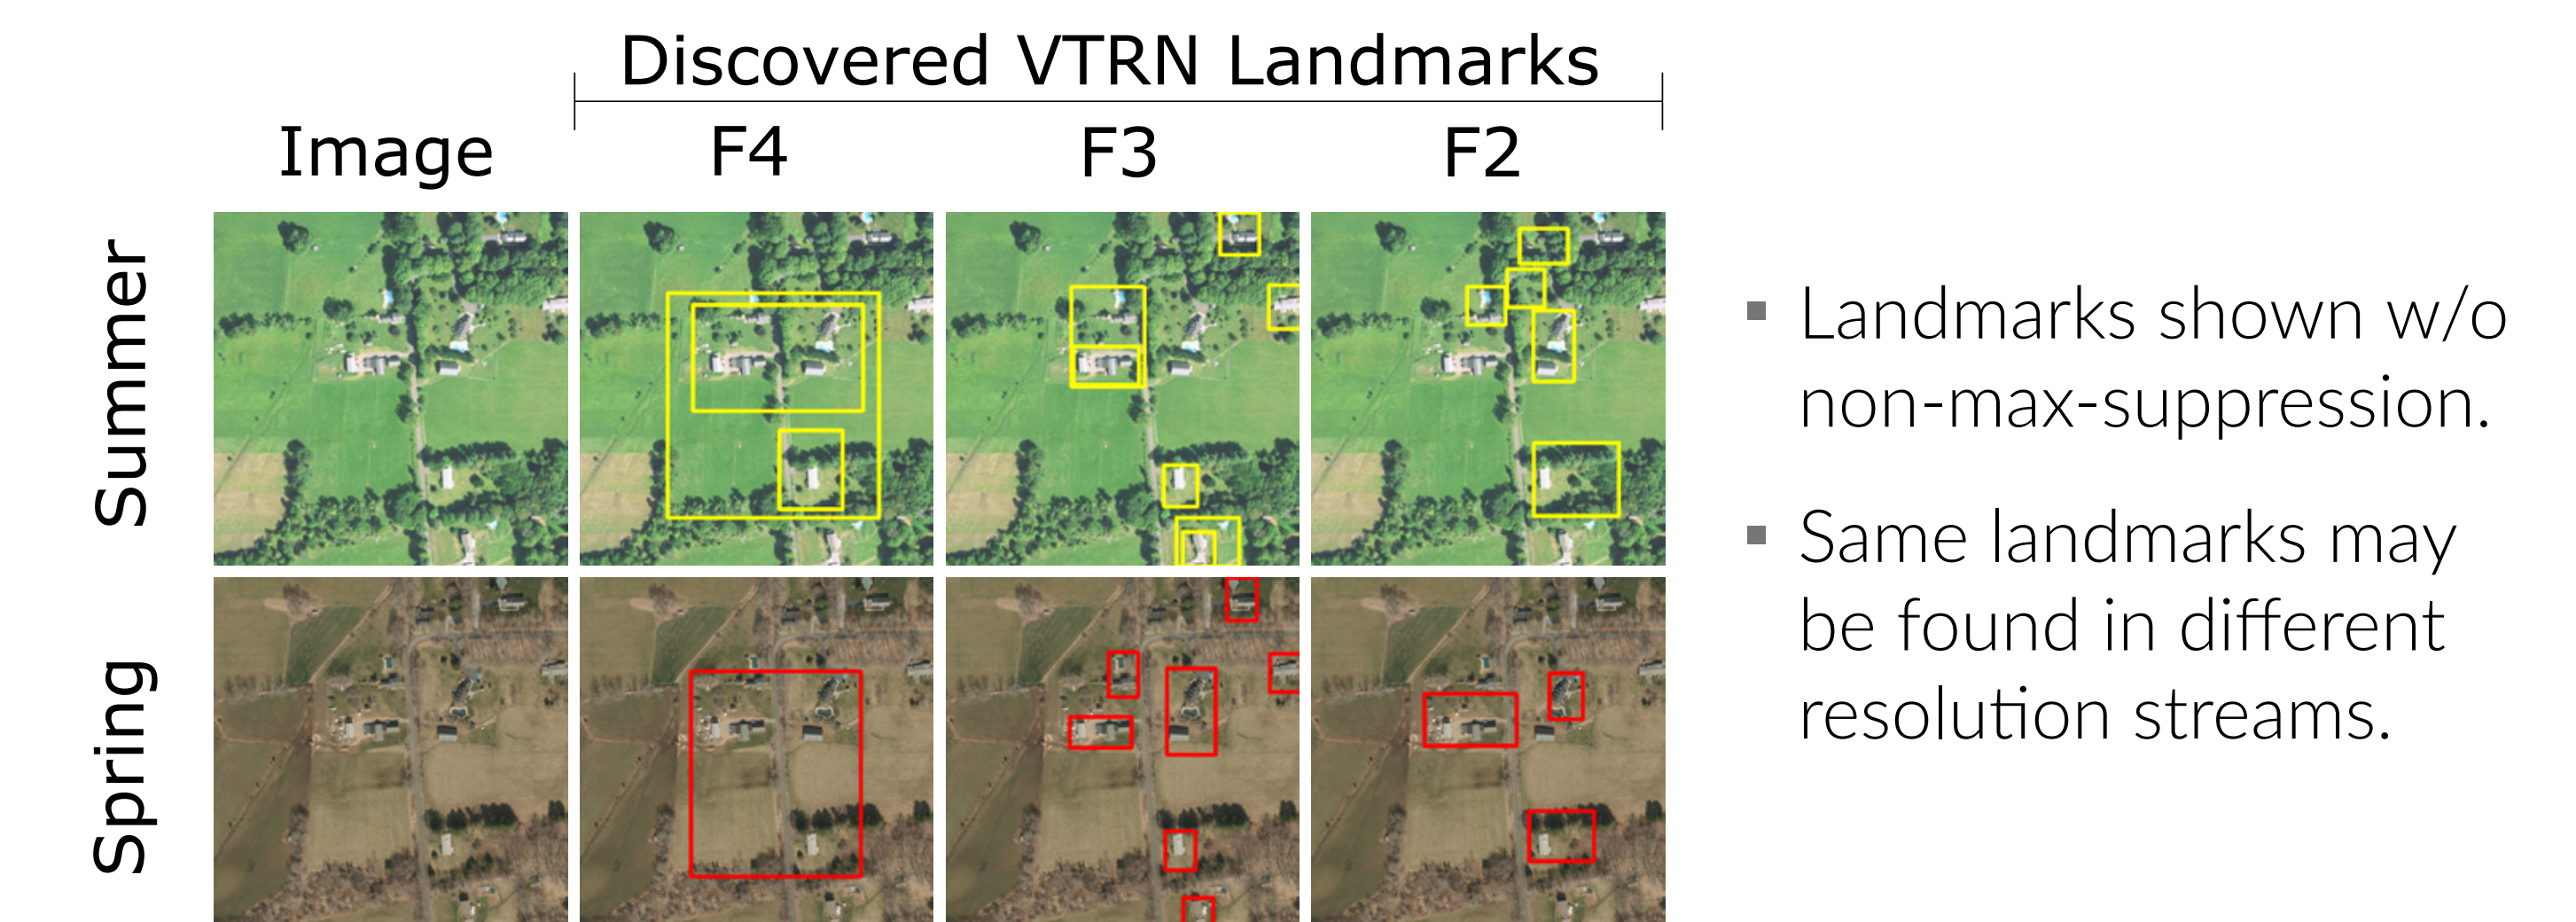 Discovered VTRN Landmarks
Image F4 F3 F2
Summer
Spring
Landmarks shown w/o
non-max-suppression.
Same landmarks may
be found in different
resolution streams.